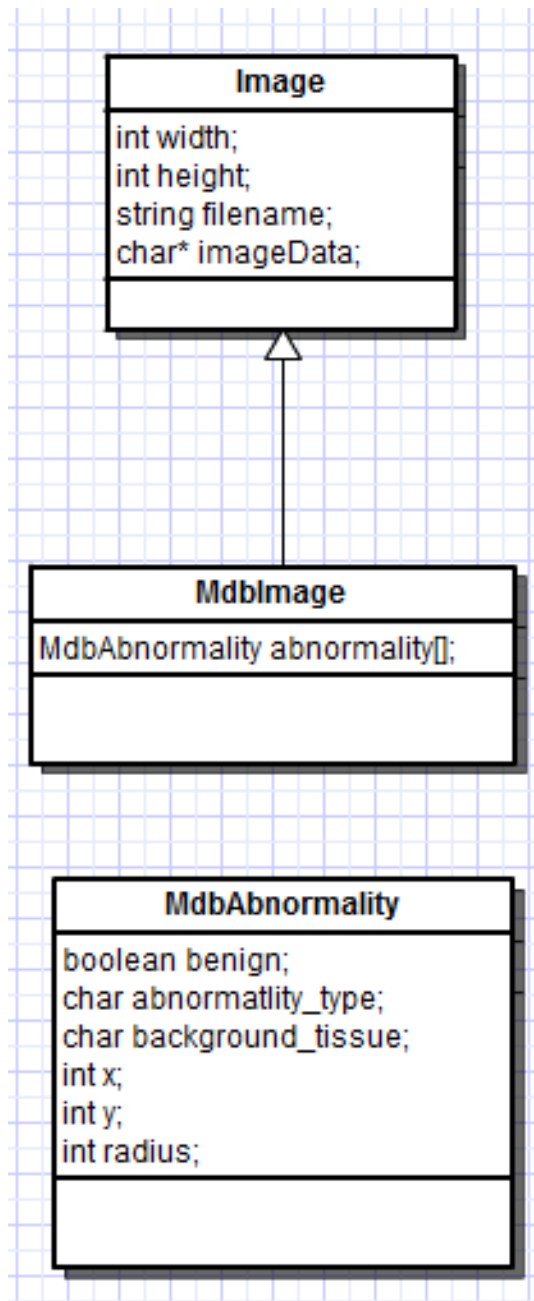 Image
int width;
int height;
string filename;
char* imageData;
MdbImage
MdbAbnormality abnormality[];
MdbAbnormality
boolean benign;
char abnormatlity_type;
char background_tissue;
int x;
int y;
int radius;